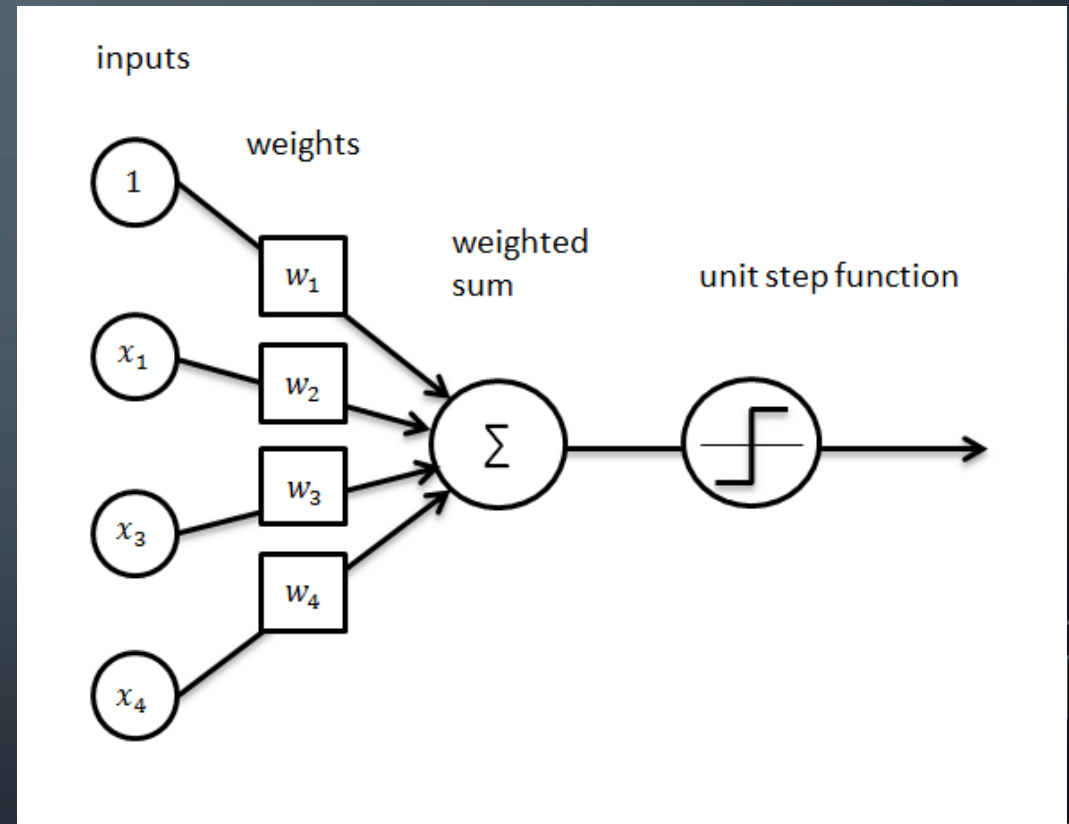 inputs
weights
1
weighted
sum
unit step function
w₁
x₁
w₂
Σ
w₃
x₃
w₄
x₄